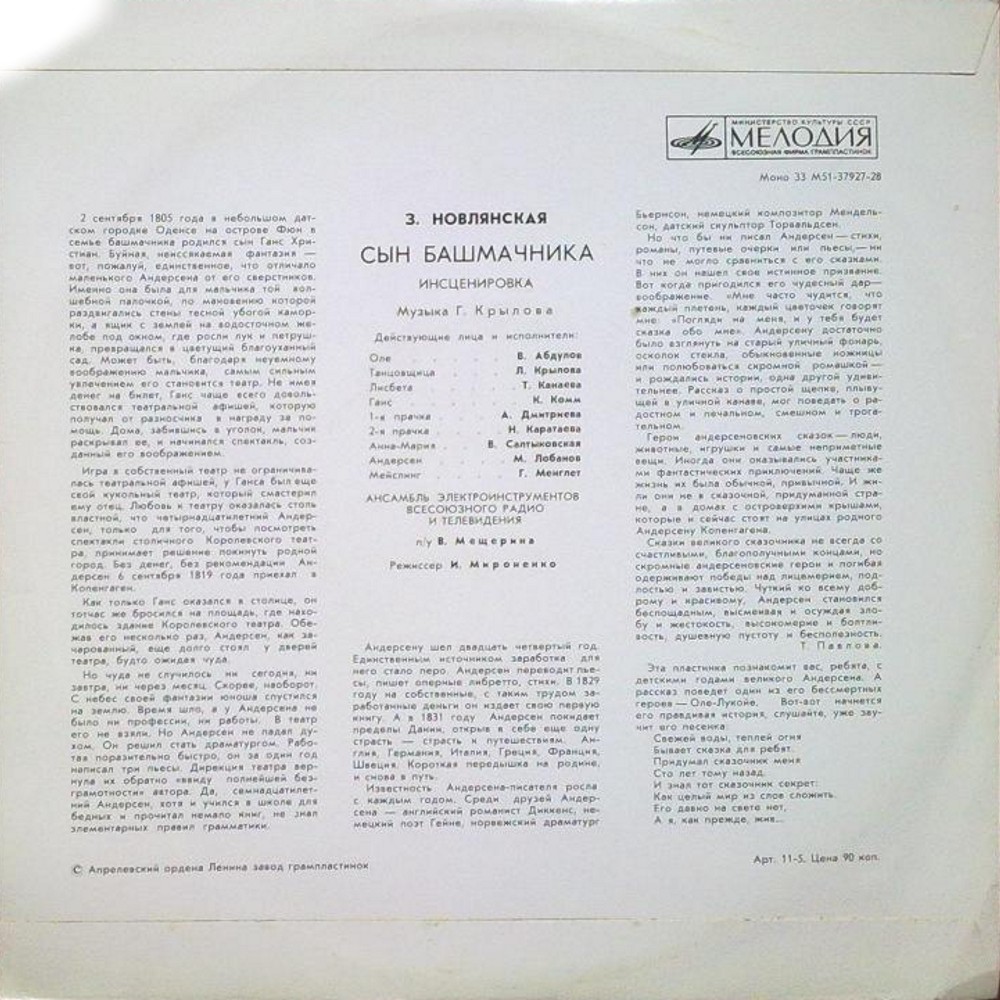 МИНИСТЕРСТВО КУЛЬТУРЫ СССР
МЕЛОДИЯ
ВСЕСОЮЗНАЯ ФИРМА ГРАМПЛАСТИНОК
Моно 33 М51-37927-28
2 сентября 1805 года в небольшом дат-
ском городке Оденсе на острове Фюн в
семье башмачника родился сын Ганс Хри-
стиан. Буйная, неиссякаемая фантазия —
вот, пожалуй, единственное, что отличало
маленького Андерсена от его сверстников.
Именно она была для мальчика той вол-
шебной палочкой, по мановению которой
раздвигались стены тесной убогой камор-
ки, а ящик с землей на водосточном же-
лобе под окном, где росли лук и петруш-
ка, превращался в цветущий благоуханный
сад. Может быть, благодаря неуемному
воображению мальчика, самым сильным
увлечением его становится театр. Не имея
денег на билет, Ганс чаще всего доволь-
ствовался театральной афишей, которую
получал от разносчика в награду за по-
мощь. Дома, забившись в уголок, мальчик
раскрывал ее, и начинался спектакль, соз-
данный его воображением.
Игра в собственный театр не ограничива-
лась театральной афишей, у Ганса был еще
свой кукольный театр, который смастерил
ему отец. Любовь к театру оказалась столь
властной, что четырнадцатилетний Андер-
сен, только для того, чтобы посмотреть
спектакли столичного Королевского теат-
ра, принимает решение покинуть родной
город. Без денег, без рекомендации Ан-
дерсен 6 сентября 1819 года приехал в
Копенгаген.
Как только Ганс оказался в столице, он
тотчас же бросился на площадь, где нахо-
дилось здание Королевского театра. Обе-
жав его несколько раз, Андерсен, как за-
чарованный, еще долго стоял у дверей
театра, будто ожидая чуда.
Но чуда не случилось ни сегодня, ни
завтра, ни через месяц. Скорее, наоборот.
С небес своей фантазии юноша спустился
на землю. Время шло, а у Андерсена не
было ни профессии, ни работы. В театр
его не взяли. Но Андерсен не падал ду-
хом. Он решил стать драматургом. Рабо-
тая поразительно быстро, он за один год
написал три пьесы. Дирекция театра вер-
нула их обратно «ввиду полнейшей без-
грамотности» автора. Да, семнадцатилет-
ний Андерсен, хотя и учился в школе для
бедных и прочитал немало книг, не знал
элементарных правил грамматики.
З. НОВЛЯНСКАЯ
СЫН БАШМАЧНИКА
ИНСЦЕНИРОВКА
Музыка Г. Крылова
Действующие лица и исполнители:
Оле . . . . В. Абдулов
Танцовщица . . . . Л. Крылова
Лисбета . . . . Т. Канаева
Ганс . . . . К. Комм
1-я прачка . . . . А. Дмитриева
2-я прачка . . . . Н. Каратаева
Анна-Мария . . . . В. Салтыковская
Андерсен . . . . М. Лобанов
Мейслинг . . . . Г. Менглет
АНСАМБЛЬ ЭЛЕКТРОИНСТРУМЕНТОВ
ВСЕСОЮЗНОГО РАДИО
И ТЕЛЕВИДЕНИЯ
п/у В. Мещерина
Режиссер И. Мироненко
Андерсену шел двадцать четвертый год.
Единственным источником заработка для
него стало перо. Андерсен переводит пье-
сы, пишет оперные либретто, стихи. В 1829
году на собственные, с таким трудом за-
работанные деньги он издает свою первую
книгу. А в 1831 году Андерсен покидает
пределы Дании, открыв в себе еще одну
страсть — страсть к путешествиям. Ан-
глия, Германия, Италия, Греция, Франция,
Швеция. Короткая передышка на родине,
и снова в путь.
Известность Андерсена-писателя росла
с каждым годом. Среди друзей Андер-
сена — английский романист Диккенс, не-
мецкий поэт Гейне, норвежский драматург
Бьернсон, немецкий композитор Мендель-
сон, датский скульптор Торвальдсен.
Но что бы ни писал Андерсен — стихи,
романы, путевые очерки или пьесы,— ни
что не могло сравниться с его сказками.
В них он нашел свое истинное призвание.
Вот когда пригодился его чудесный дар—
воображение. «Мне часто чудится, что
каждый плетень, каждый цветочек говорят
мне: «Погляди на меня, и у тебя будет
сказка обо мне». Андерсену достаточно
было взглянуть на старый уличный фонарь,
осколок стекла, обыкновенные ножницы
или полюбоваться скромной ромашкой —
и рождались истории, одна другой удиви-
тельнее. Рассказ о простой щепке, плыву-
щей в уличной канаве, мог поведать о ра-
достном и печальном, смешном и трога-
тельном.
Герои андерсеновских сказок — люди,
животные, игрушки и самые неприметные
вещи. Иногда они оказывались участника-
ми фантастических приключений. Чаще же
жизнь их была обычной, привычной. И жи-
ли они не в сказочной, придуманной стра-
не, а в домах с островерхими крышами,
которые и сейчас стоят на улицах родного
Андерсену Копенгагена.
Сказки великого сказочника не всегда со
счастливыми, благополучными концами, но
скромные андерсеновские герои и погибая
одерживают победы над лицемерием, под-
лостью и завистью. Чуткий ко всему доб-
рому и красивому, Андерсен становился
беспощадным, высмеивая и осуждая зло-
бу и жестокость, высокомерие и болтли-
вость, душевную пустоту и бесполезность.
Т. Павлова.
Эта пластинка познакомит вас, ребята, с
детскими годами великого Андерсена. А
рассказ поведет один из его бессмертных
героев — Оле-Лукойе. Вот-вот начнется
его правдивая история, слушайте, уже зву-
чит его песенка:
Свежей воды, теплей огня
Бывает сказка для ребят.
Придумал сказочник меня
Сто лет тому назад.
И знал тот сказочник секрет:
Как целый мир из слов сложить.
Его давно на свете нет,
А я, как прежде, жив...
© Апрелевский ордена Ленина завод грампластинок
Арт. 11-5. Цена 90 коп.